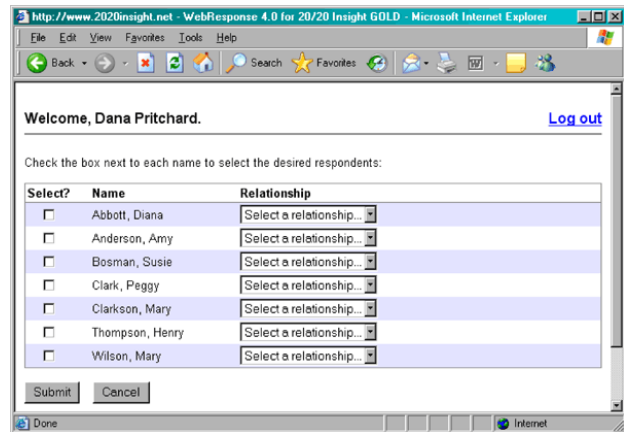 http://www.2020insight.net - WebResponse 4.0 for 20/20 Insight GOLD - Microsoft Internet Explorer
File Edit View Favorites Tools Help
Back Search Favorites
Welcome, Dana Pritchard. Log out
Check the box next to each name to select the desired respondents:
Select? Name Relationship
Abbott, Diana Select a relationship...
Anderson, Amy Select a relationship...
Bosman, Susie Select a relationship...
Clark, Peggy Select a relationship...
Clarkson, Mary Select a relationship...
Thompson, Henry Select a relationship...
Wilson, Mary Select a relationship...
Submit Cancel
Done Internet